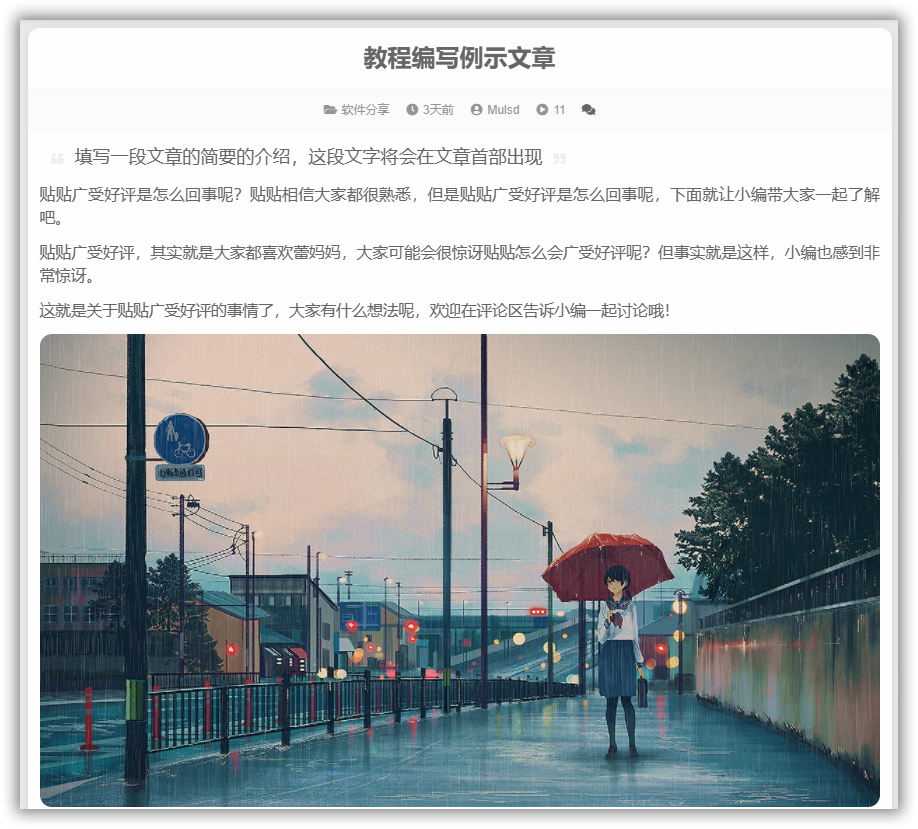 教程编写例示文章
软件分享 3天前 Mulsd 11
填写一段文章的简要的介绍，这段文字将会在文章首部出现
贴贴广受好评是怎么回事呢？贴贴相信大家都很熟悉，但是贴贴广受好评是怎么回事呢，下面就让小编带大家一起了解
吧。
贴贴广受好评，其实就是大家都喜欢蕾妈妈，大家可能会很惊讶贴贴怎么会广受好评呢？但事实就是这样，小编也感到非
常惊讶。
这就是关于贴贴广受好评的事情了，大家有什么想法呢，欢迎在评论区告诉小编一起讨论哦！